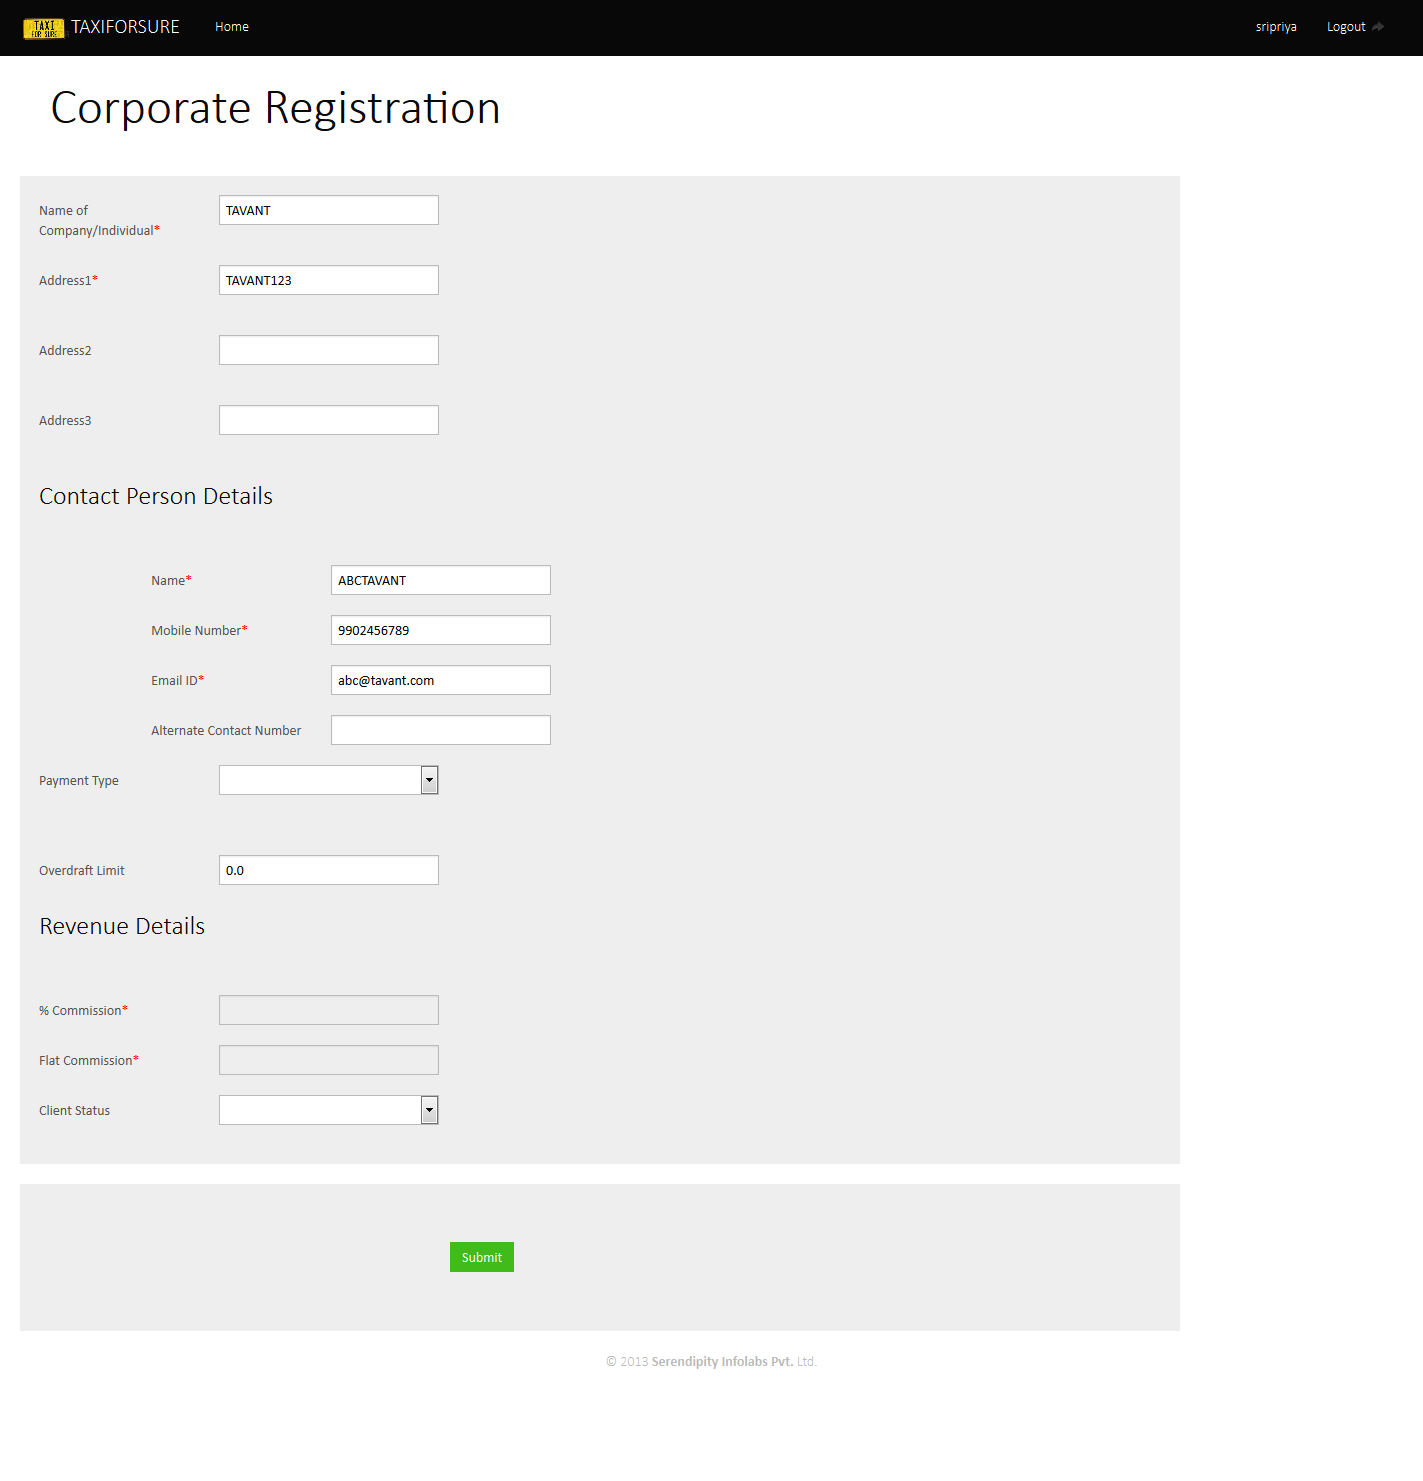 TAXI
FOR SURE
TAXIFORSURE
Home
sripriya
Logout
Corporate Registration
Name of
Company/Individual*
TAVANT
Address1*
TAVANT123
Address2
Address3
Contact Person Details
Name*
ABCTAVANT
Mobile Number*
9902456789
Email ID*
abc@tavant.com
Alternate Contact Number
Payment Type
Overdraft Limit
0.0
Revenue Details
% Commission*
Flat Commission*
Client Status
Submit
© 2013 Serendipity Infolabs Pvt. Ltd.